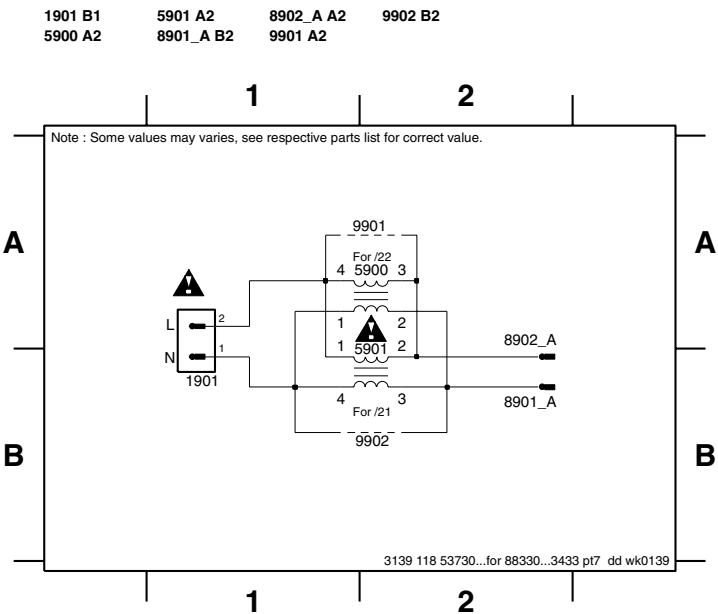 1901 B1 5901 A2 8902_A A2 9902 B2
5900 A2 8901_A B2 9901 A2
1 2
Note : Some values may varies, see respective parts list for correct value.
A A
9901
For /22
4 5900 3
L 2
1 2
N 1
1 5901 2
8902_A
1901
4 3
8901_A
For /21
9902
B B
3139 118 53730...for 88330...3433 pt7 dd wk0139
1 2